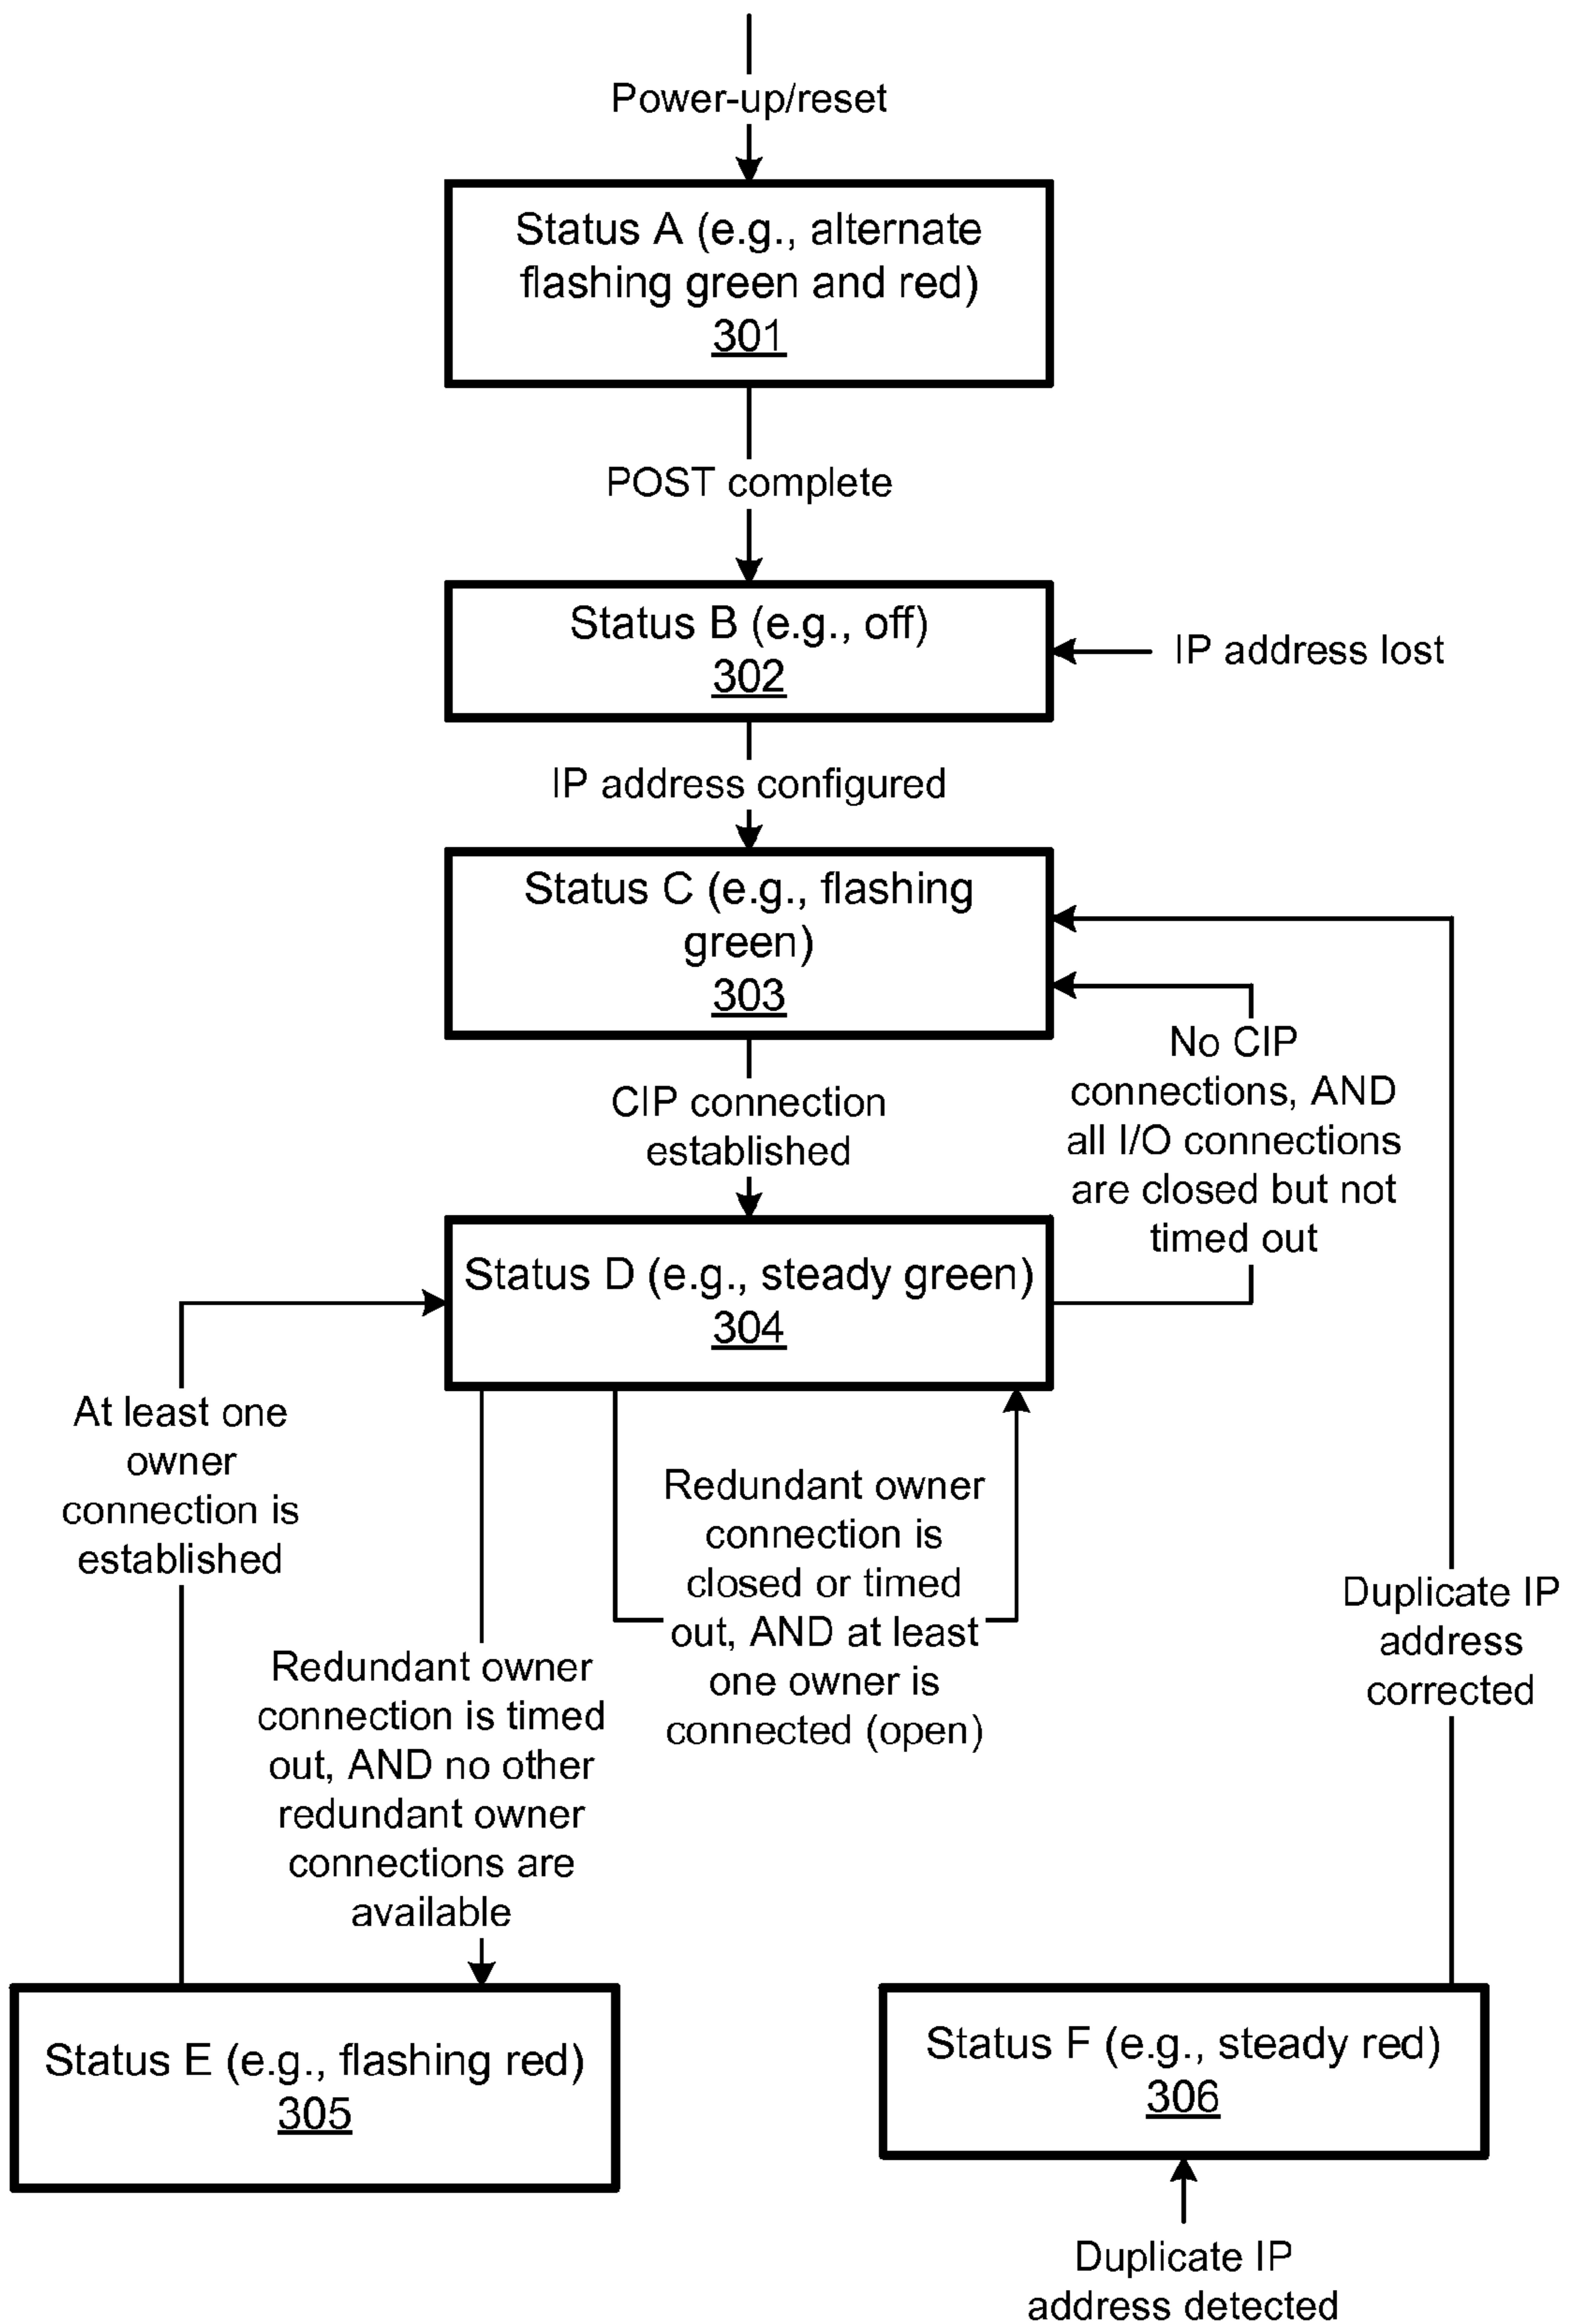 Power-up/reset
Status A (e.g., alternate
flashing green and red)
301
POST complete
Status B (e.g., off)
302
IP address lost
IP address configured
Status C (e.g., flashing
green)
303
No CIP
connections, AND
all I/O connections
are closed but not
timed out
CIP connection
established
Status D (e.g., steady green)
304
At least one
owner
connection is
established
Redundant owner
connection is
closed or timed
out, AND at least
one owner is
connected (open)
Redundant owner
connection is timed
out, AND no other
redundant owner
connections are
available
Duplicate IP
address
corrected
Status E (e.g., flashing red)
305
Status F (e.g., steady red)
306
Duplicate IP
address detected